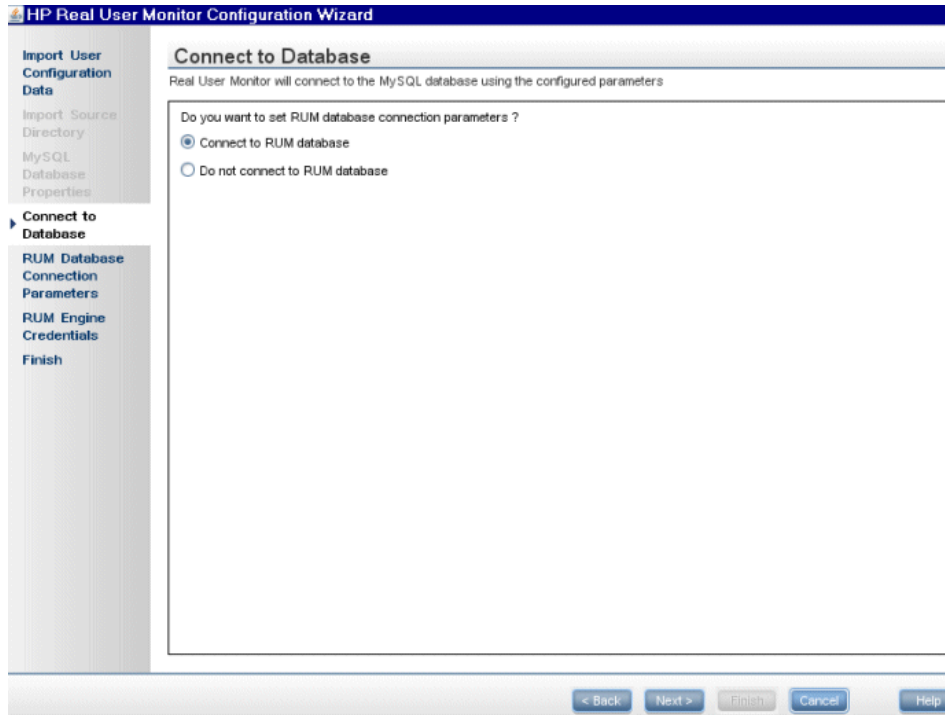 HP Real User Monitor Configuration Wizard
Import User
Configuration
Data
Import Source
Directory
MySQL
Database
Properties
Connect to
Database
RUM Database
Connection
Parameters
RUM Engine
Credentials
Finish
Connect to Database
Real User Monitor will connect to the MySQL database using the configured parameters
Do you want to set RUM database connection parameters ?
Connect to RUM database
Do not connect to RUM database
< Back
Next >
Finish
Cancel
Help